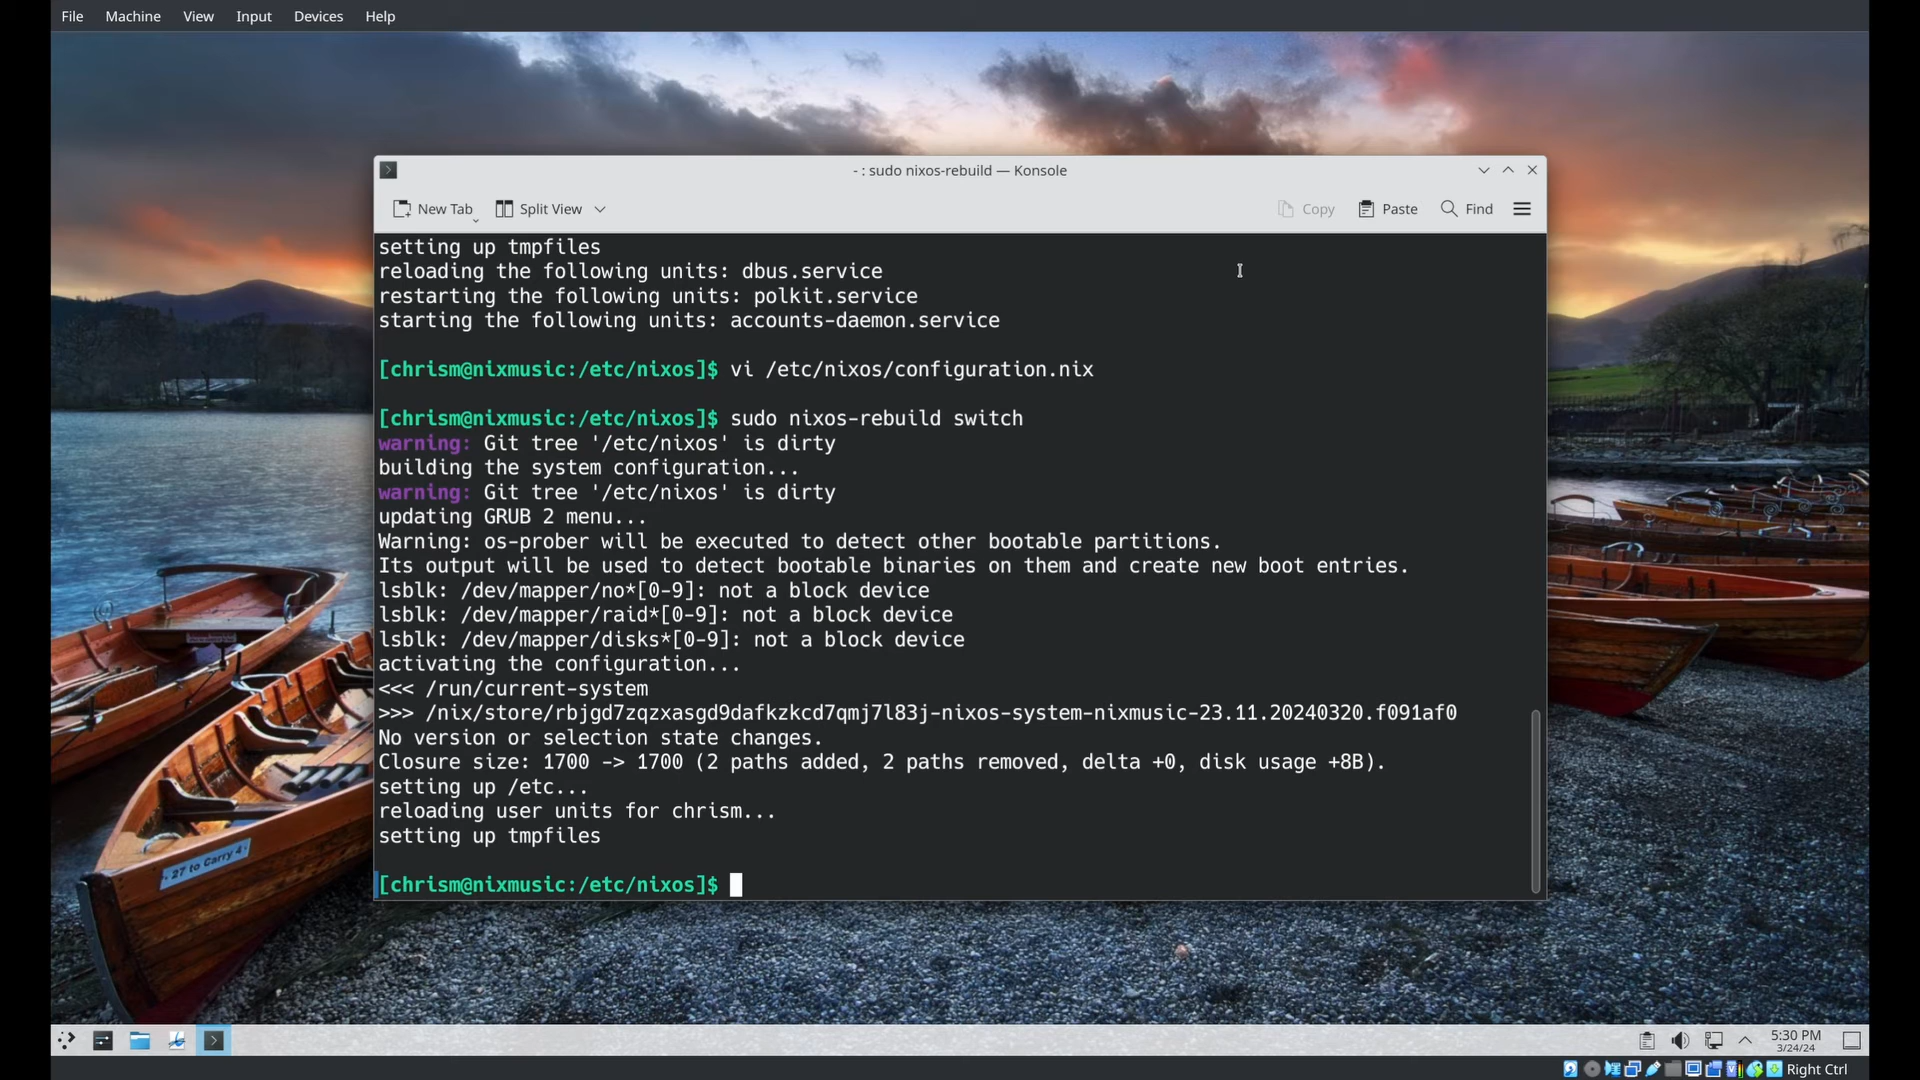 File Machine View Input Devices Help
- : sudo nixos-rebuild — Konsole
New Tab Split View Copy Paste Find
setting up tmpfiles
reloading the following units: dbus.service
restarting the following units: polkit.service
starting the following units: accounts-daemon.service
[chrism@nixmusic:/etc/nixos]$ vi /etc/nixos/configuration.nix
[chrism@nixmusic:/etc/nixos]$ sudo nixos-rebuild switch
warning: Git tree '/etc/nixos' is dirty
building the system configuration...
warning: Git tree '/etc/nixos' is dirty
updating GRUB 2 menu...
Warning: os-prober will be executed to detect other bootable partitions.
Its output will be used to detect bootable binaries on them and create new boot entries.
lsblk: /dev/mapper/no*[0-9]: not a block device
lsblk: /dev/mapper/raid*[0-9]: not a block device
lsblk: /dev/mapper/disks*[0-9]: not a block device
activating the configuration...
<<< /run/current-system
>>> /nix/store/rbjgd7zqzxasgd9dafkzkcd7qmj7l83j-nixos-system-nixmusic-23.11.20240320.f091af0
No version or selection state changes.
Closure size: 1700 -> 1700 (2 paths added, 2 paths removed, delta +0, disk usage +8B).
setting up /etc...
reloading user units for chrism...
setting up tmpfiles
[chrism@nixmusic:/etc/nixos]$
27 to Carry 4
5:30 PM
3/24/24
Right Ctrl